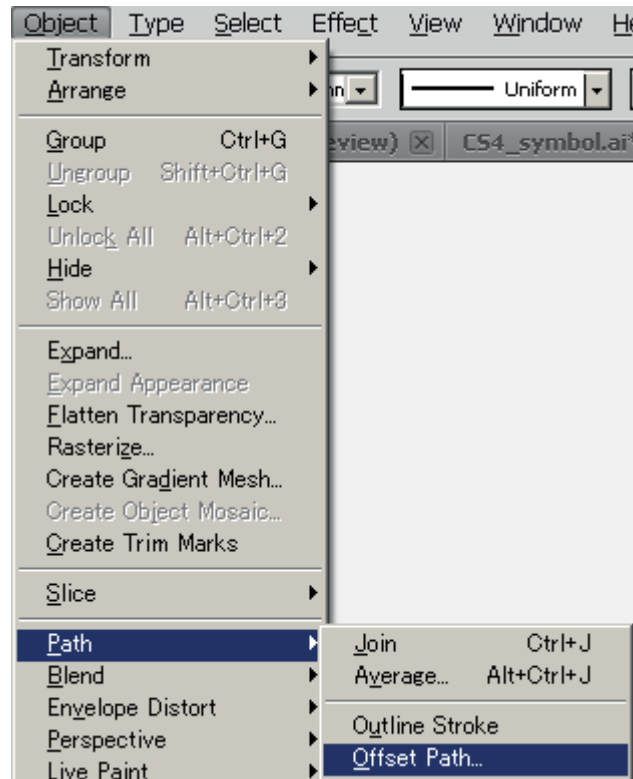 Object Type Select Effect View Window He
Transform
Arrange
Uniform
eview) CS4_symbol.ai*
Group Ctrl+G
Ungroup Shift+Ctrl+G
Lock
Unlock All Alt+Ctrl+2
Hide
Show All Alt+Ctrl+3
Expand...
Expand Appearance
Flatten Transparency...
Rasterize...
Create Gradient Mesh...
Create Object Mosaic...
Create Trim Marks
Slice
Path
Blend
Envelope Distort
Perspective
Live Paint
Join Ctrl+J
Average... Alt+Ctrl+J
Outline Stroke
Offset Path...